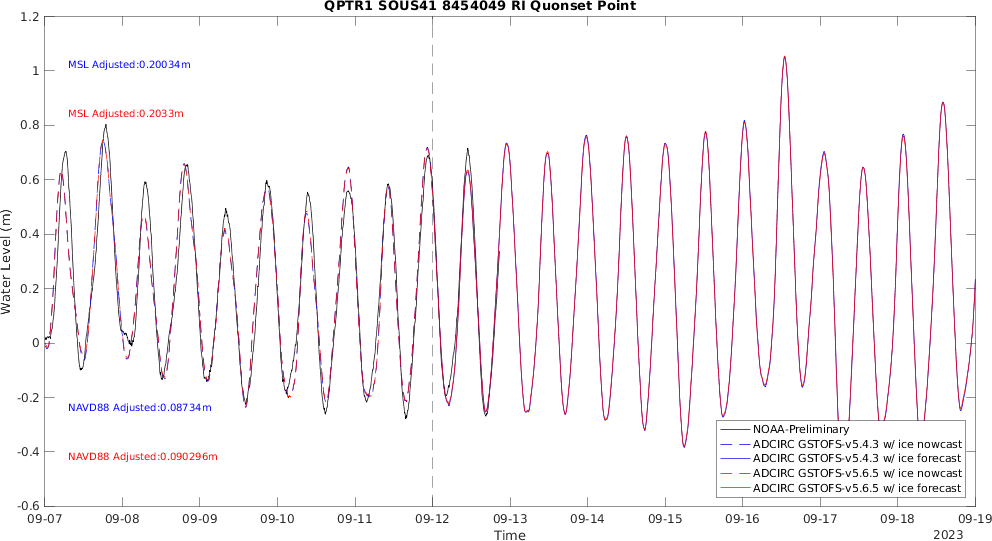 QPTR1 SOUS41 8454049 RI Quonset Point
1.2
1
0.8
0.6
0.4
0.2
0
-0.2
-0.4
-0.6
Water Level (m)
MSL Adjusted:0.20034m
MSL Adjusted:0.2033m
NAVD88 Adjusted:0.08734m
NAVD88 Adjusted:0.090296m
NOAA-Preliminary
ADCIRC GSTOFS-v5.4.3 w/ ice nowcast
ADCIRC GSTOFS-v5.4.3 w/ ice forecast
ADCIRC GSTOFS-v5.6.5 w/ ice nowcast
ADCIRC GSTOFS-v5.6.5 w/ ice forecast
09-07 09-08 09-09 09-10 09-11 09-12 09-13 09-14 09-15 09-16 09-17 09-18 09-19
Time
2023